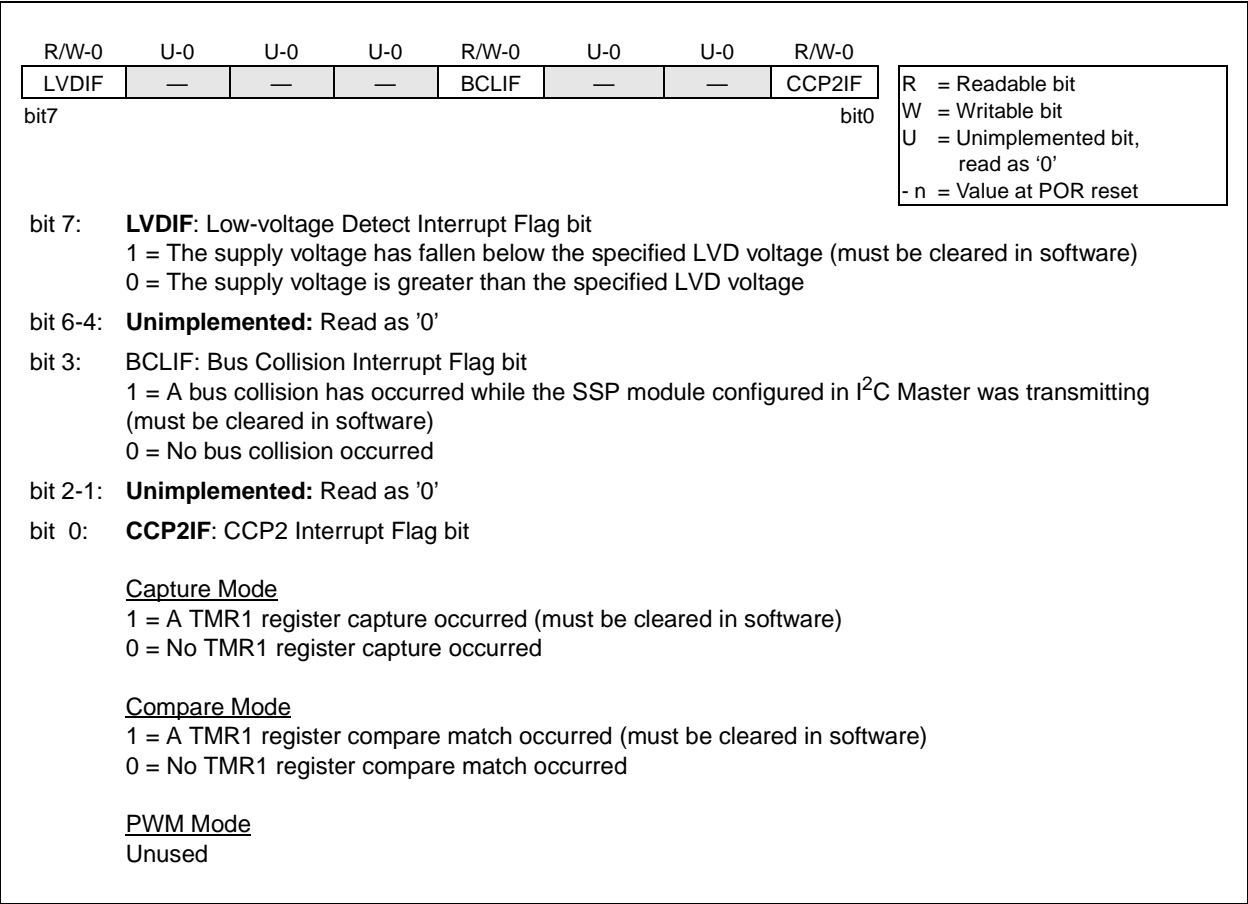 R/W-0 U-0 U-0 U-0 R/W-0 U-0 U-0 R/W-0
LVDIF — — — BCLIF — — CCP2IF
bit7 bit0
R = Readable bit
W = Writable bit
U = Unimplemented bit,
read as ‘0’
- n = Value at POR reset
bit 7: LVDIF: Low-voltage Detect Interrupt Flag bit
1 = The supply voltage has fallen below the specified LVD voltage (must be cleared in software)
0 = The supply voltage is greater than the specified LVD voltage
bit 6-4: Unimplemented: Read as '0'
bit 3: BCLIF: Bus Collision Interrupt Flag bit
1 = A bus collision has occurred while the SSP module configured in I²C Master was transmitting
(must be cleared in software)
0 = No bus collision occurred
bit 2-1: Unimplemented: Read as '0'
bit 0: CCP2IF: CCP2 Interrupt Flag bit
Capture Mode
1 = A TMR1 register capture occurred (must be cleared in software)
0 = No TMR1 register capture occurred
Compare Mode
1 = A TMR1 register compare match occurred (must be cleared in software)
0 = No TMR1 register compare match occurred
PWM Mode
Unused